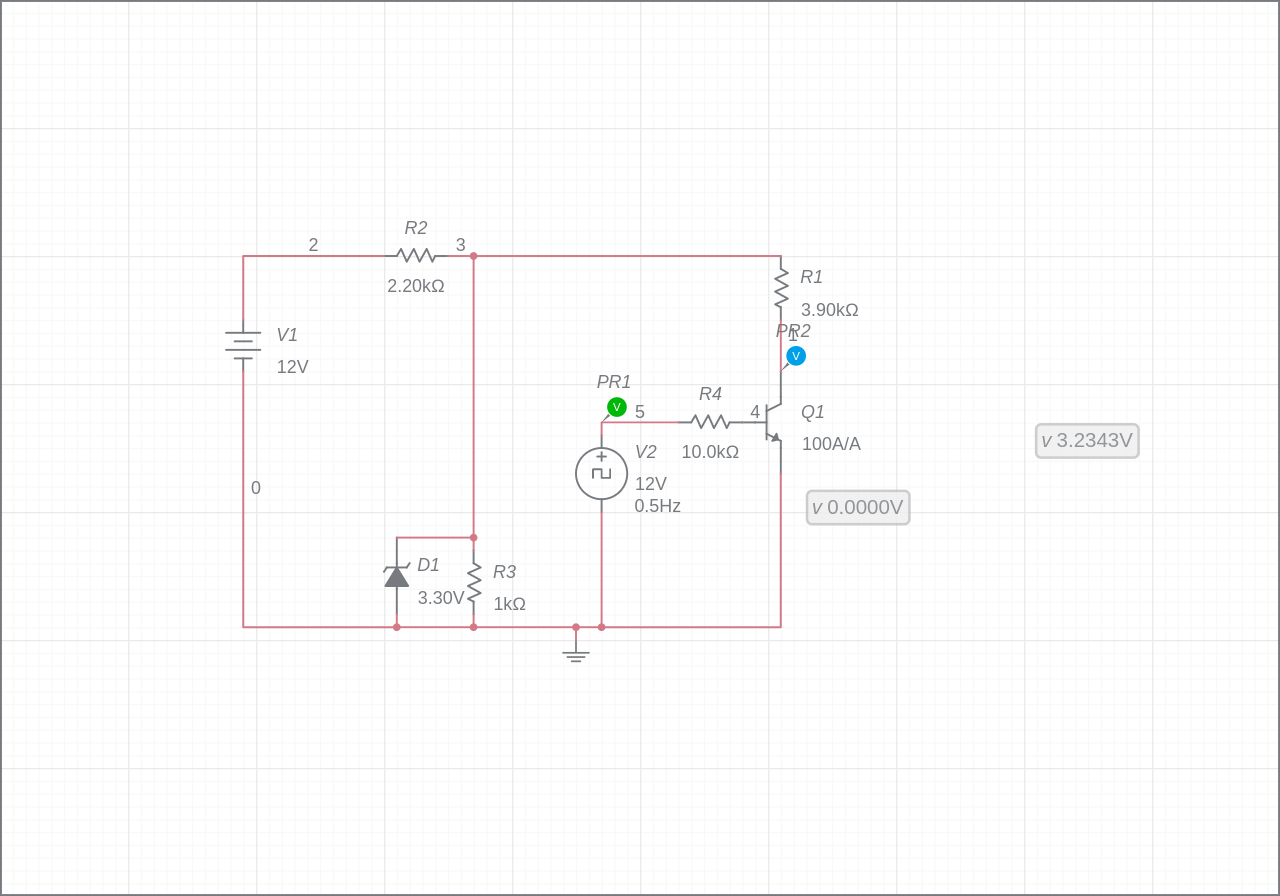 R2
2
3
2.20kΩ
R1
3.90kΩ
PR2
1
V
V1
12V
PR1
V
5
R4
4
Q1
10.0kΩ
100A/A
v 3.2343V
V2
12V
0.5Hz
0
v 0.0000V
D1
3.30V
R3
1kΩ